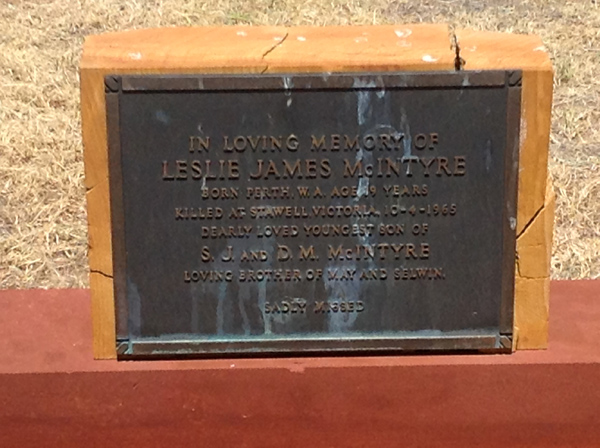 IN LOVING MEMORY OF
LESLIE JAMES McINTYRE
BORN PERTH, W.A. AGE 9 YEARS
KILLED AT STAWELL VICTORIA, 10-4-1965
DEARLY LOVED YOUNGEST SON OF
S. J. AND D. M. McINTYRE
LOVING BROTHER OF MAY AND SELWIN.
SADLY MISSED